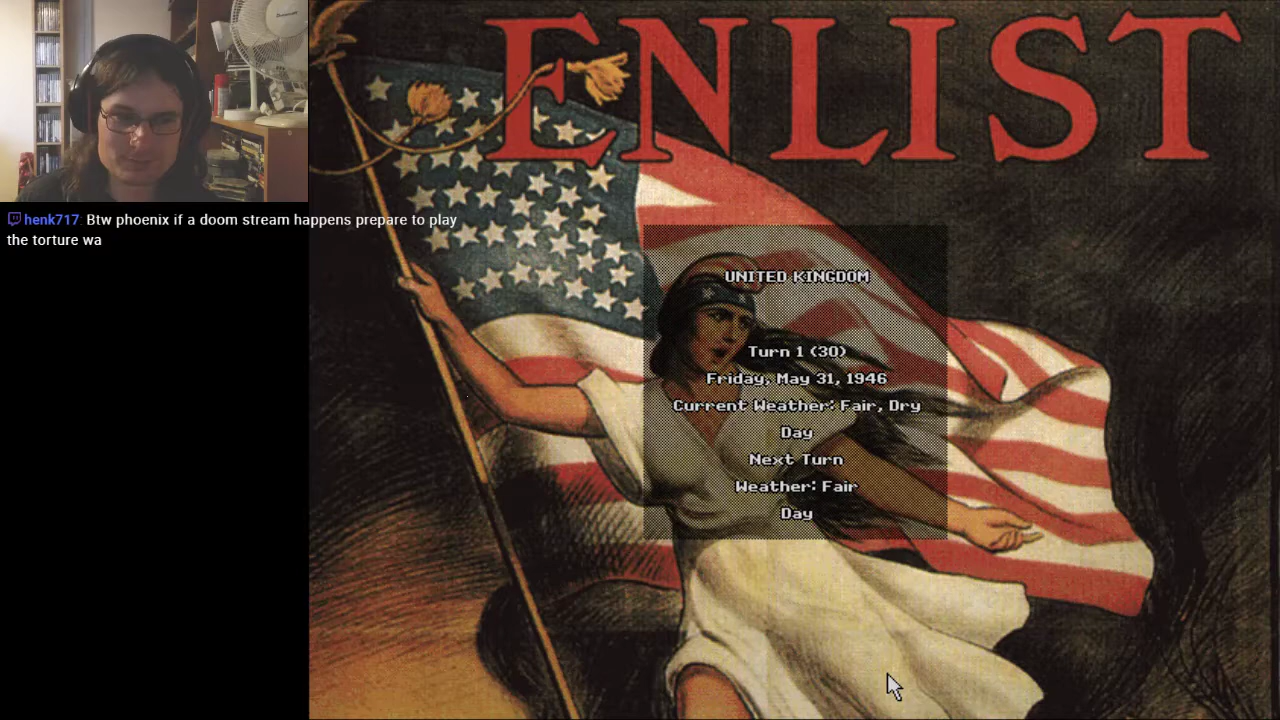 ENLIST
henk717: Btw phoenix if a doom stream happens prepare to play
the torture wa
UNITED KINGDOM
Turn 1 (30)
Friday, May 31, 1946
Current Weather: Fair, Dry
Day
Next Turn
Weather: Fair
Day